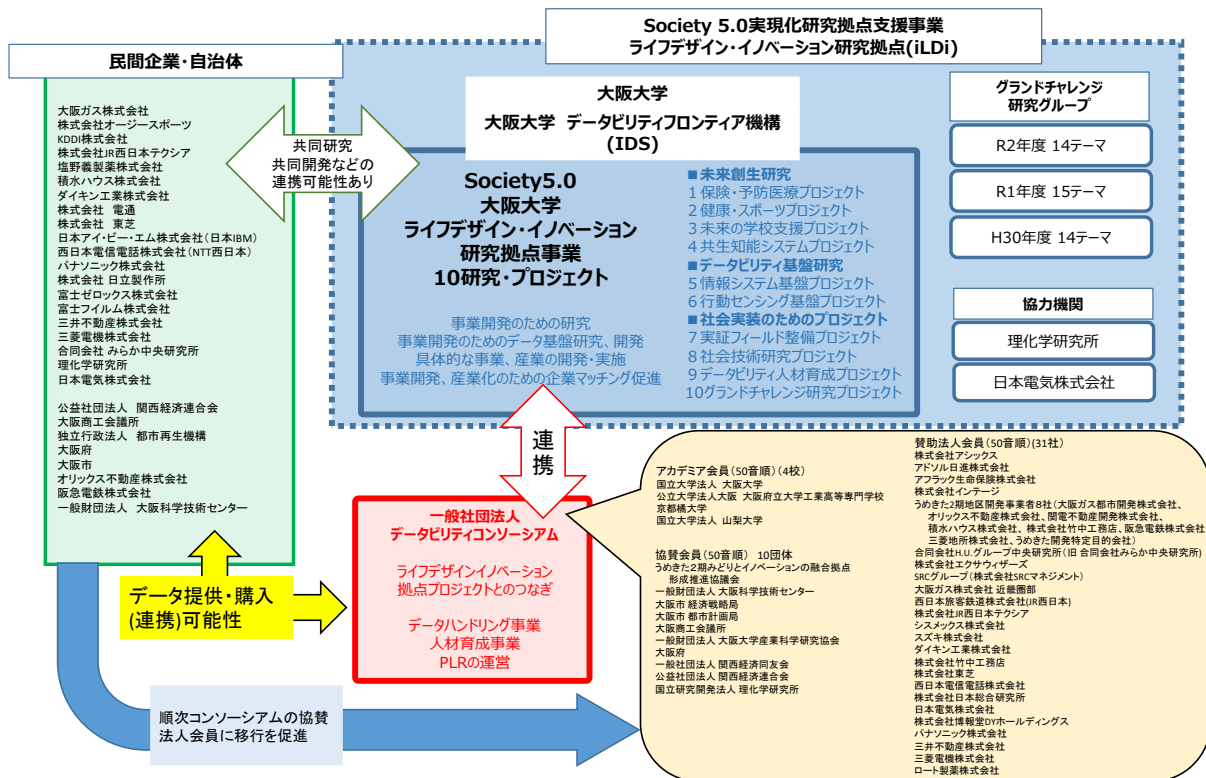 Society 5.0実現化研究拠点支援事業
ライフデザイン・イノベーション研究拠点(iLDi)
民間企業・自治体
大阪ガス株式会社
株式会社オージースポーツ
KDDI株式会社
株式会社JR西日本テクシア
塩野義製薬株式会社
積水ハウス株式会社
ダイキン工業株式会社
株式会社 電通
株式会社 東芝
日本アイ・ビー・エム株式会社(日本IBM)
西日本電信電話株式会社(NTT西日本)
パナソニック株式会社
株式会社 日立製作所
富士ゼロックス株式会社
富士フイルム株式会社
三井不動産株式会社
三菱電機株式会社
合同会社 みらか中央研究所
理化学研究所
日本電気株式会社
公益社団法人 関西経済連合会
大阪商工会議所
独立行政法人 都市再生機構
大阪府
大阪市
オリックス不動産株式会社
阪急電鉄株式会社
一般財団法人 大阪科学技術センター
共同研究
共同開発などの
連携可能性あり
大阪大学
大阪大学 データビリティフロンティア機構
(IDS)
Society5.0
大阪大学
ライフデザイン・イノベーション
研究拠点事業
10研究・プロジェクト
事業開発のための研究
事業開発のためのデータ基盤研究、開発
具体的な事業、産業の開発・実施
事業開発、産業化のための企業マッチング促進
■未来創生研究
1保険・予防医療プロジェクト
2健康・スポーツプロジェクト
3未来の学校支援プロジェクト
4共生知能システムプロジェクト
■データビリティ基盤研究
5情報システム基盤プロジェクト
6行動センシング基盤プロジェクト
■社会実装のためのプロジェクト
7実証フィールド整備プロジェクト
8社会技術研究プロジェクト
9データビリティ人材育成プロジェクト
10グランドチャレンジ研究プロジェクト
グランドチャレンジ
研究グループ
R2年度 14テーマ
R1年度 15テーマ
H30年度 14テーマ
協力機関
理化学研究所
日本電気株式会社
連携
一般社団法人
データビリティコンソーシアム
ライフデザインイノベーション
拠点プロジェクトとのつなぎ
データハンドリング事業
人材育成事業
PLRの運営
データ提供・購入
(連携)可能性
順次コンソーシアムの協賛
法人会員に移行を促進
アカデミア会員(50音順)(4校)
国立大学法人 大阪大学
公立大学法人大阪 大阪府立大学工業高等専門学校
京都橘大学
国立大学法人 山梨大学
協賛会員(50音順) 10団体
うめきた2期みどりとイノベーションの融合拠点
形成推進協議会
一般財団法人 大阪科学技術センター
大阪市 経済戦略局
大阪市 都市計画局
大阪商工会議所
一般財団法人 大阪大学産業科学研究協会
大阪府
一般社団法人 関西経済同友会
公益社団法人 関西経済連合会
国立研究開発法人 理化学研究所
賛助法人会員(50音順)(31社)
株式会社アシックス
アドソル日進株式会社
アフラック生命保険株式会社
株式会社インテージ
うめきた2期地区開発事業者8社(大阪ガス都市開発株式会社、
オリックス不動産株式会社、関電不動産開発株式会社、
積水ハウス株式会社、株式会社竹中工務店、阪急電鉄株式会社
三菱地所株式会社、うめきた開発特定目的会社)
合同会社H.U.グループ中央研究所(旧 合同会社みらか中央研究所)
株式会社エクサウィザーズ
SRCグループ(株式会社SRCマネジメント)
大阪ガス株式会社 近畿圏部
西日本旅客鉄道株式会社(JR西日本)
株式会社JR西日本テクシア
シスメックス株式会社
スズキ株式会社
ダイキン工業株式会社
株式会社竹中工務店
株式会社東芝
西日本電信電話株式会社
株式会社日本総合研究所
日本電気株式会社
株式会社博報堂DYホールディングス
パナソニック株式会社
三井不動産株式会社
三菱電機株式会社
ロート製薬株式会社